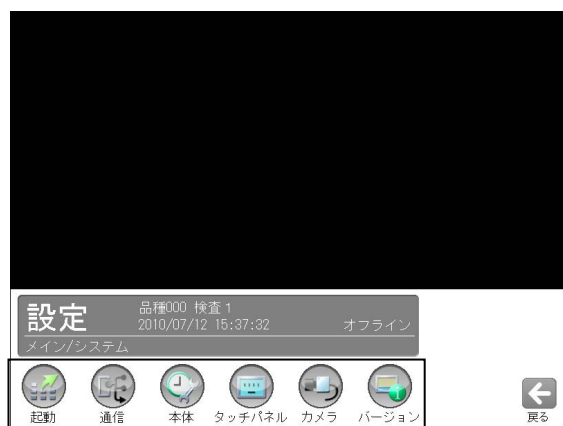 設定
品種000 検査1
2010/07/12 15:37:32 オフライン
メイン/システム
起動 通信 本体 タッチパネル カメラ バージョン 戻る